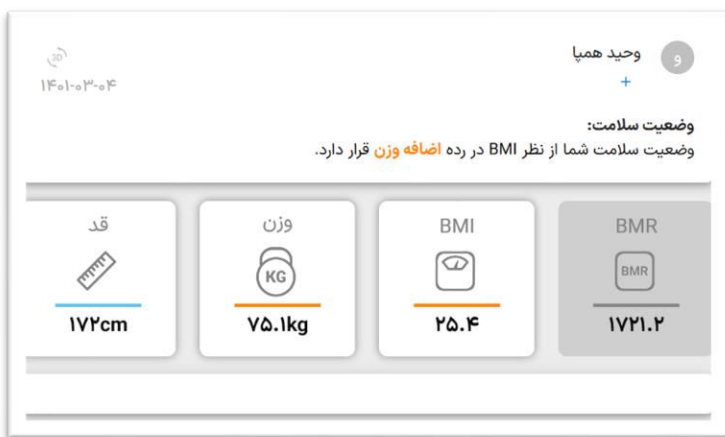 و
وحید همپا
+
3D
۱۴۰۱-۰۳-۰۴
وضعیت سلامت:
وضعیت سلامت شما از نظر BMI در رده اضافه وزن قرار دارد.
BMR
BMR
۱۷۲۱.۲
BMI
۲۵.۴
وزن
KG
۷۵.۱kg
قد
۱۷۲cm